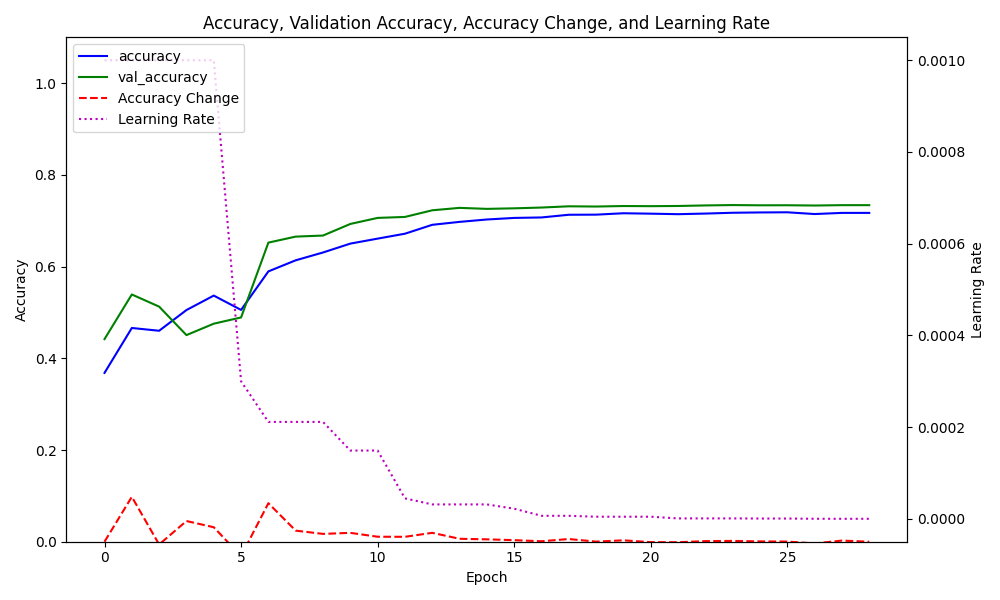 Accuracy, Validation Accuracy, Accuracy Change, and Learning Rate
accuracy
val_accuracy
Accuracy Change
Learning Rate
1.0
0.8
0.6
0.4
0.2
0.0
Accuracy
0.0010
0.0008
0.0006
0.0004
0.0002
0.0000
Learning Rate
0
5
10
15
20
25
Epoch